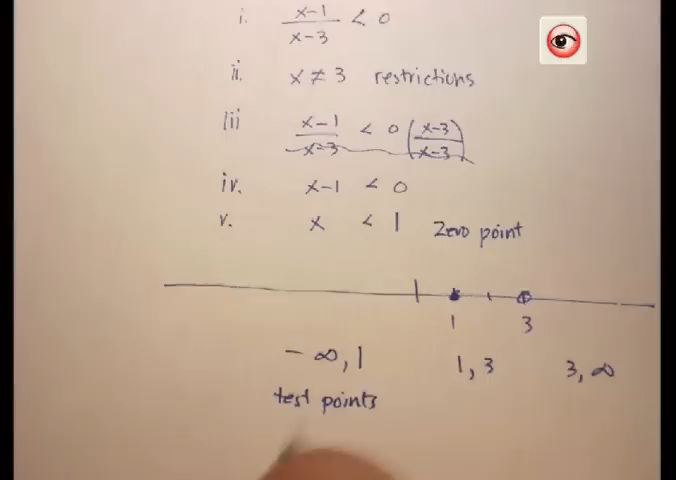 i. x-1/x-3 < 0
ii. x ≠ 3 restrictions
iii x-1/x-3 < 0 (x-3/x-3)
iv. x-1 < 0
v. x < 1 Zero point
1 3
- ∞, 1 1, 3 3, ∞
test points